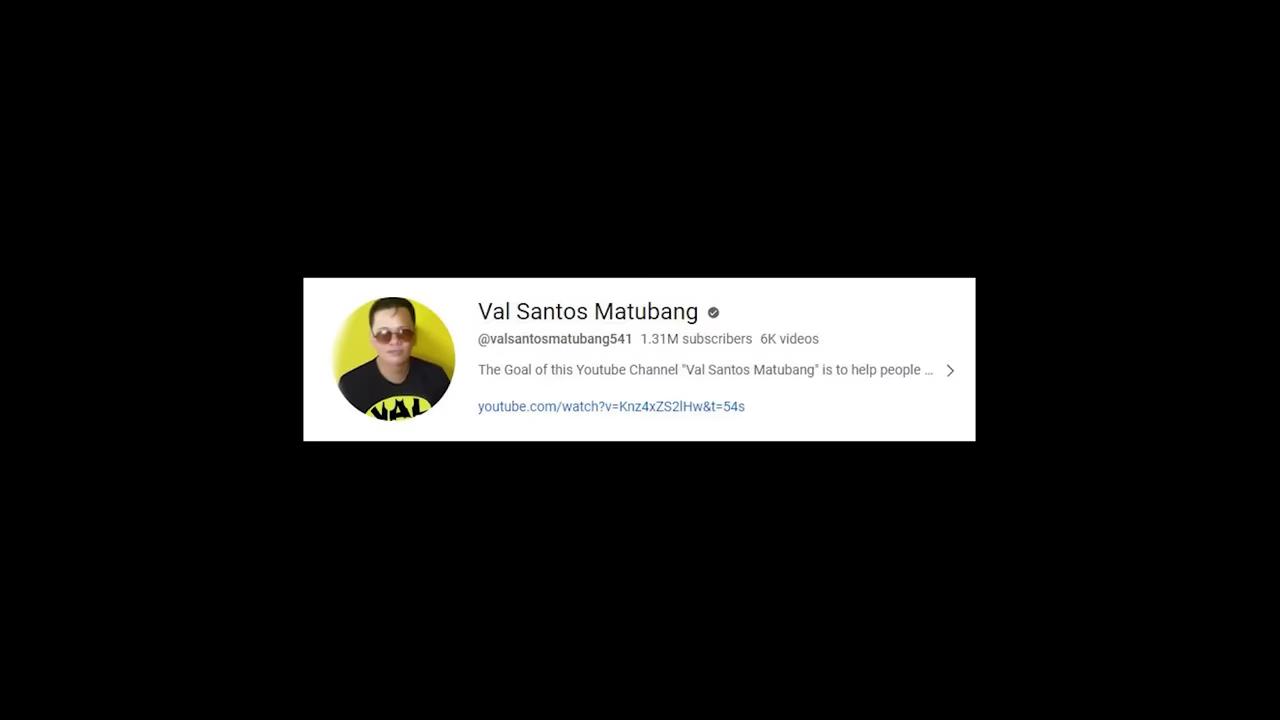 Val Santos Matubang
@valsantosmatubang541 1.31M subscribers 6K videos
The Goal of this Youtube Channel "Val Santos Matubang" is to help people ...
youtube.com/watch?v=Knz4xZS2lHw&t=54s
VAL